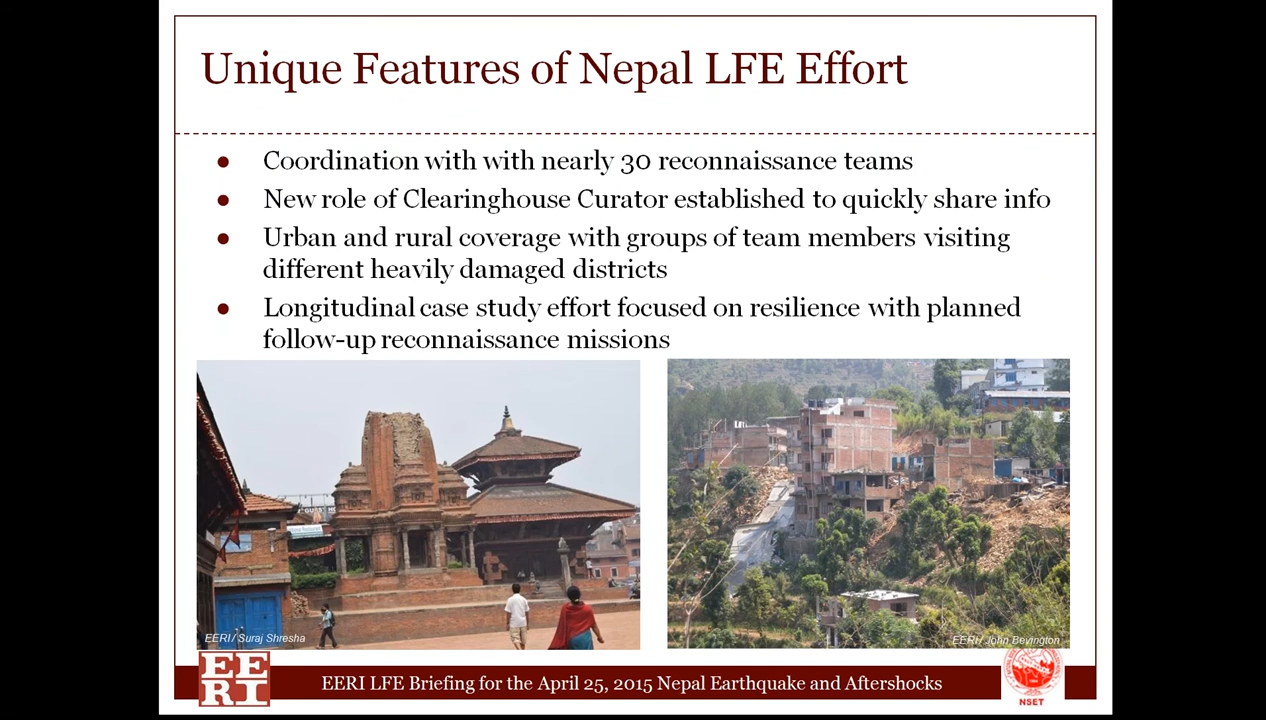 Unique Features of Nepal LFE Effort
● Coordination with with nearly 30 reconnaissance teams
● New role of Clearinghouse Curator established to quickly share info
● Urban and rural coverage with groups of team members visiting
different heavily damaged districts
● Longitudinal case study effort focused on resilience with planned
follow-up reconnaissance missions
EERI/ Suraj Shresha
EERI/ John Bevington
EE
RI
EERI LFE Briefing for the April 25, 2015 Nepal Earthquake and Aftershocks
NSET